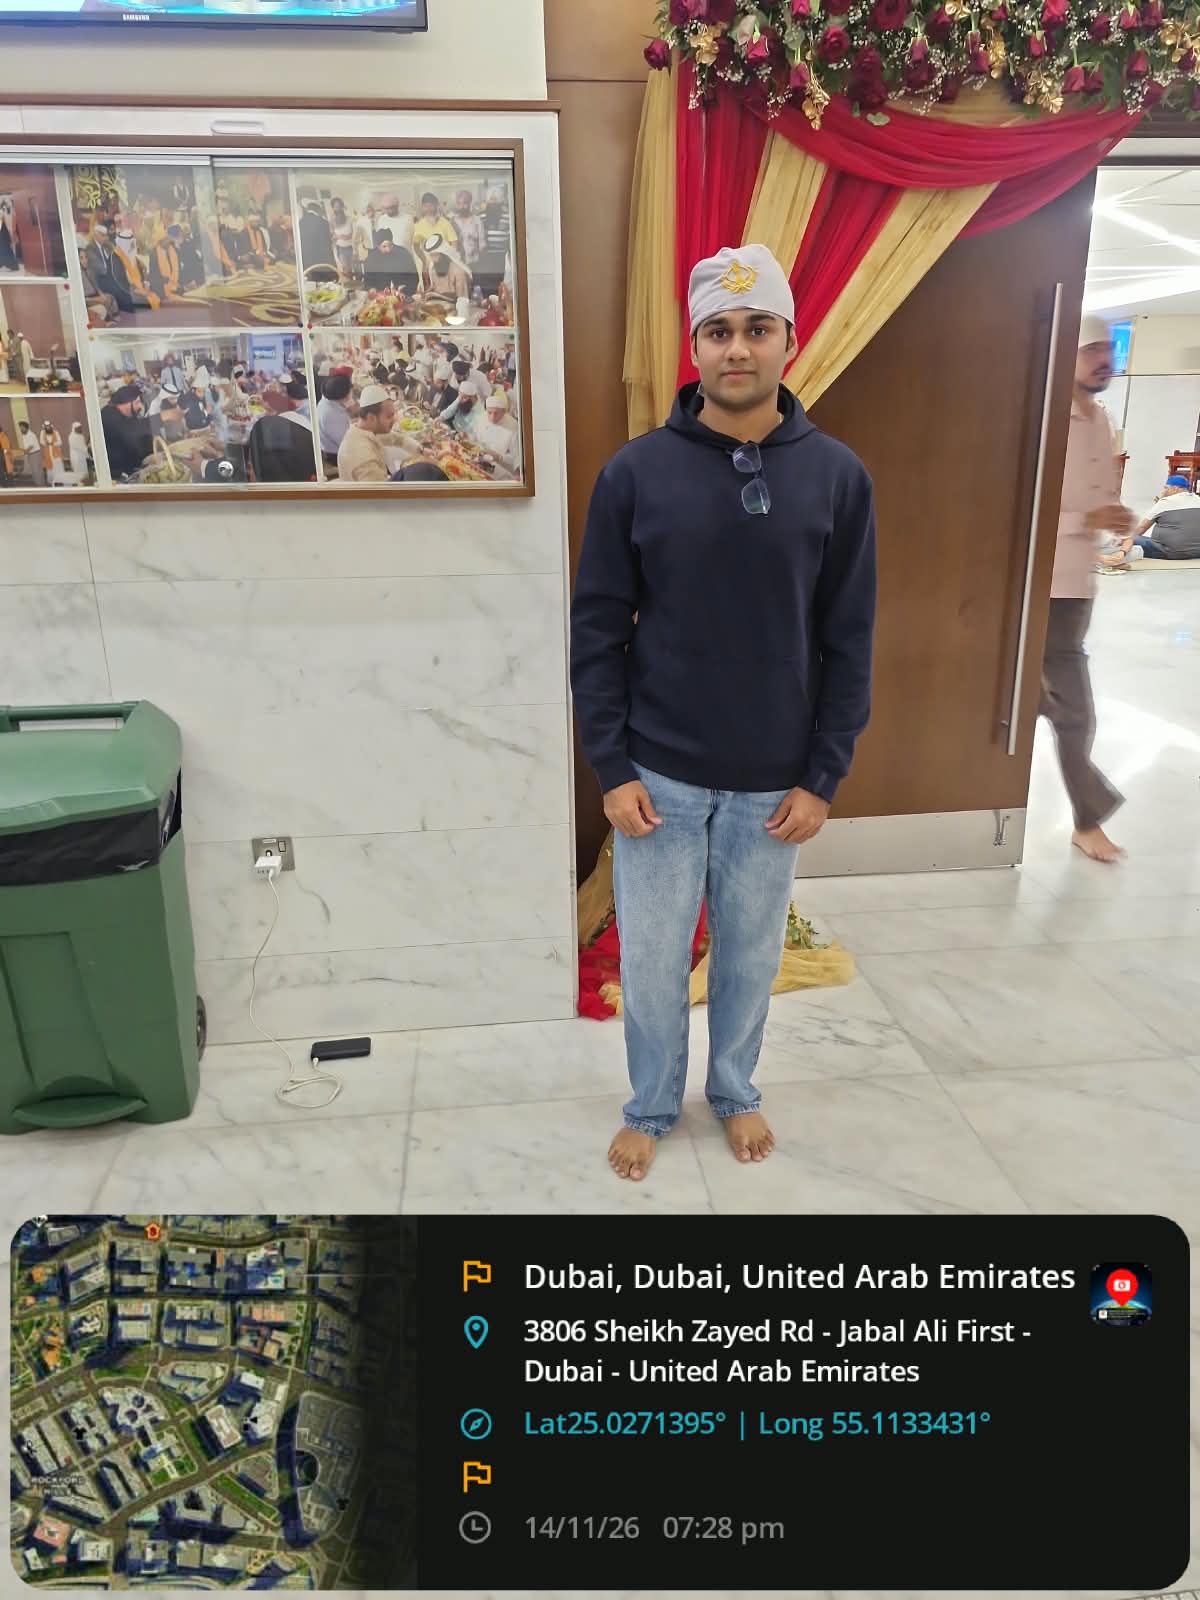 SAMSUNG
Dubai, Dubai, United Arab Emirates
3806 Sheikh Zayed Rd - Jabal Ali First -
Dubai - United Arab Emirates
Lat25.0271395° | Long 55.1133431°
14/11/26 07:28 pm